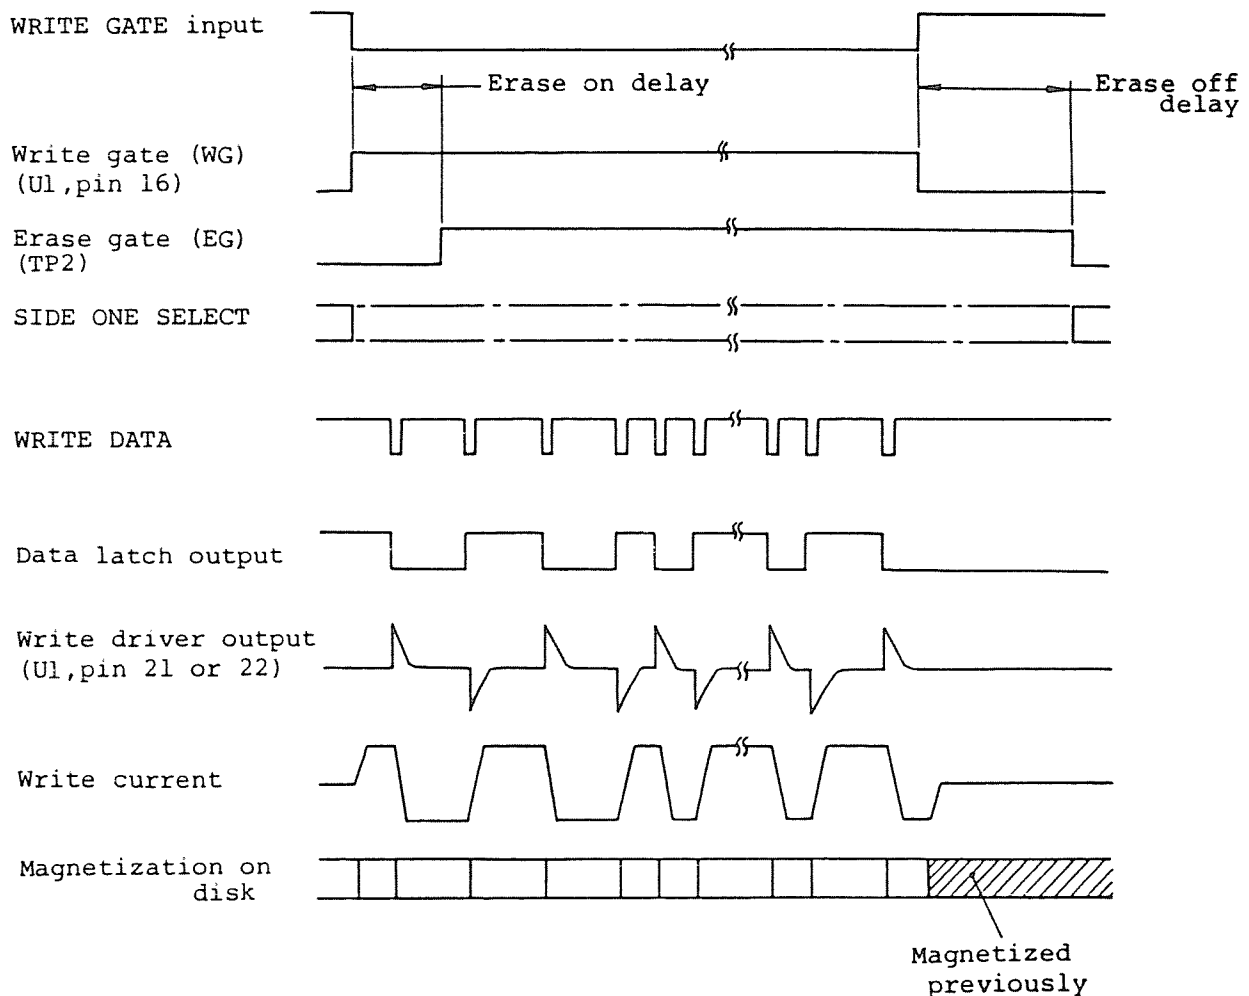 WRITE GATE input
Erase on delay
Erase off
delay
Write gate (WG)
(U1,pin 16)
Erase gate (EG)
(TP2)
SIDE ONE SELECT
WRITE DATA
Data latch output
Write driver output
(U1,pin 21 or 22)
Write current
Magnetization on
disk
Magnetized
previously